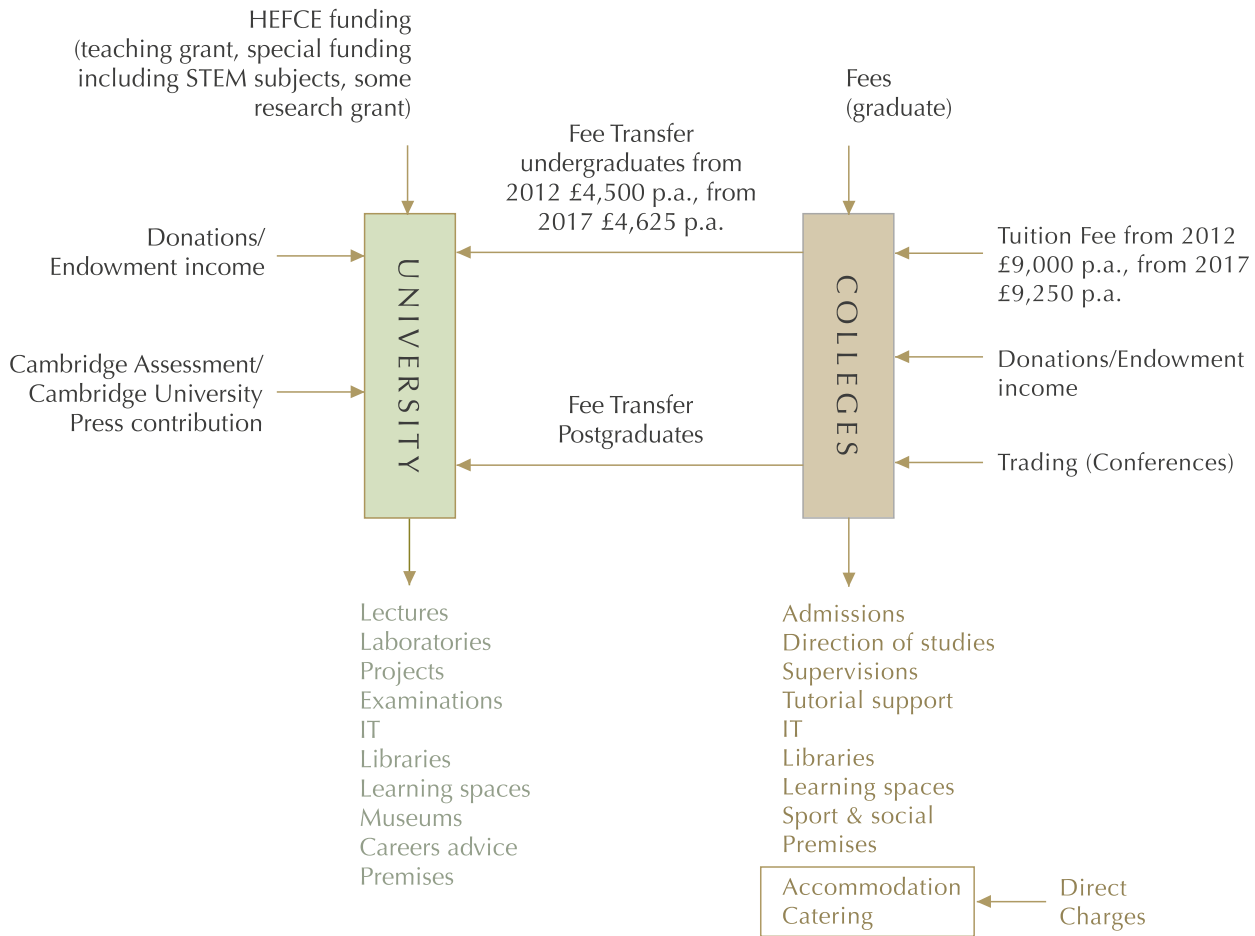 HEFCE funding
(teaching grant, special funding
including STEM subjects, some
research grant)
Fees
(graduate)
Fee Transfer
undergraduates from
2012 £4,500 p.a., from
2017 £4,625 p.a.
Donations/
Endowment income
Cambridge Assessment/
Cambridge University
Press contribution
UNIVERSITY
Fee Transfer
Postgraduates
COLLEGES
Tuition Fee from 2012
£9,000 p.a., from 2017
£9,250 p.a.
Donations/Endowment
income
Trading (Conferences)
Lectures
Laboratories
Projects
Examinations
IT
Libraries
Learning spaces
Museums
Careers advice
Premises
Admissions
Direction of studies
Supervisions
Tutorial support
IT
Libraries
Learning spaces
Sport & social
Premises
Accommodation
Catering
Direct
Charges